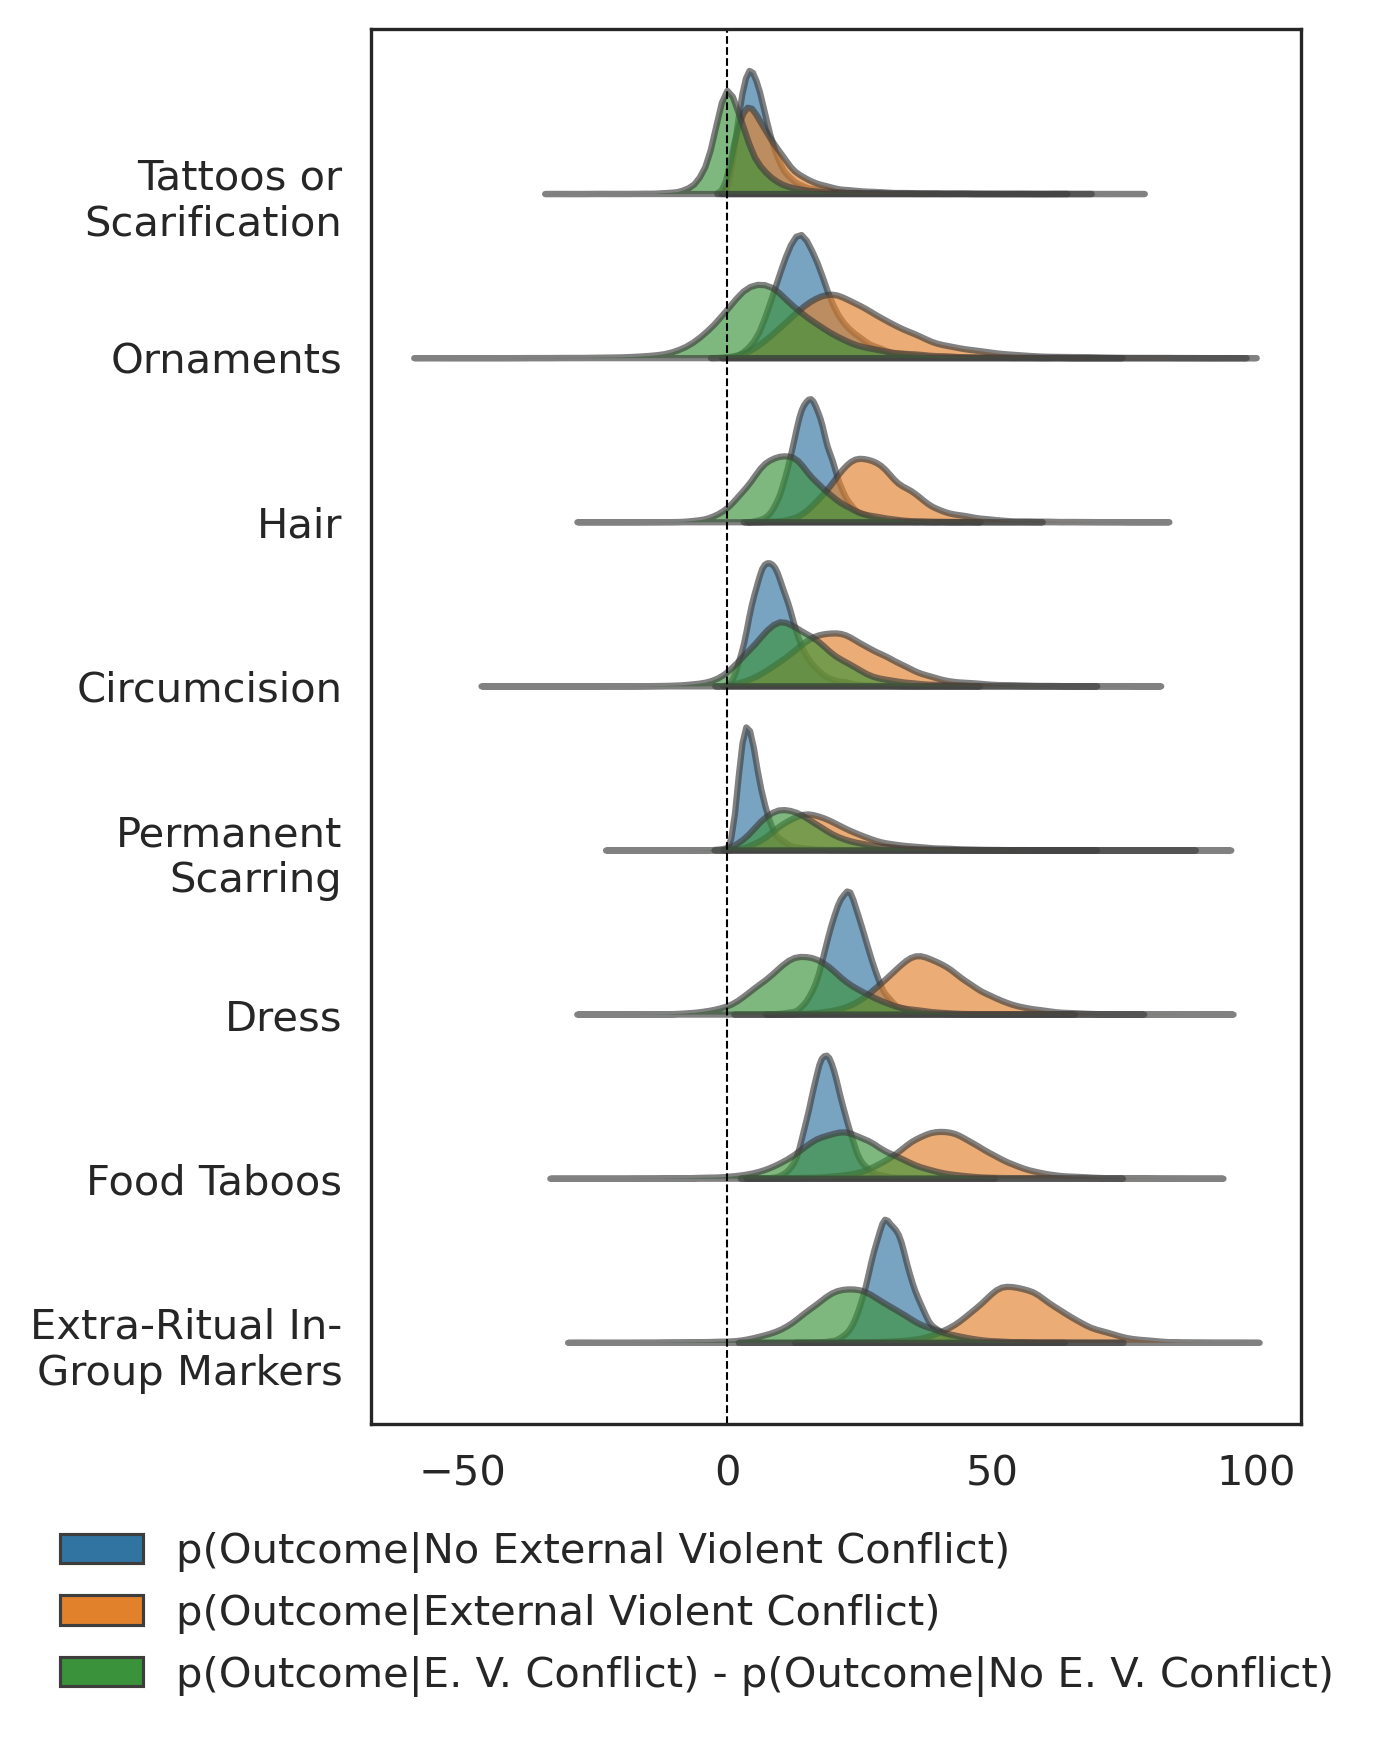 Tattoos or
Scarification
Ornaments
Hair
Circumcision
Permanent
Scarring
Dress
Food Taboos
Extra-Ritual In-
Group Markers
−50 0 50 100
p(Outcome|No External Violent Conflict)
p(Outcome|External Violent Conflict)
p(Outcome|E. V. Conflict) - p(Outcome|No E. V. Conflict)